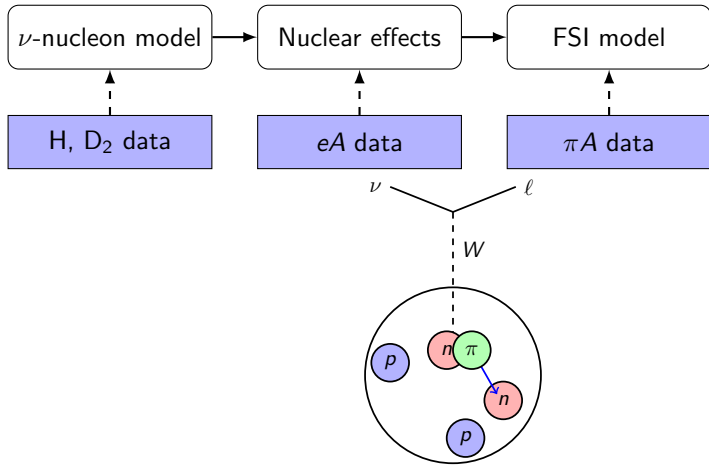 ν-nucleon model Nuclear effects FSI model
H, D₂ data eA data πA data
ν ℓ
W
n π
p
n
p